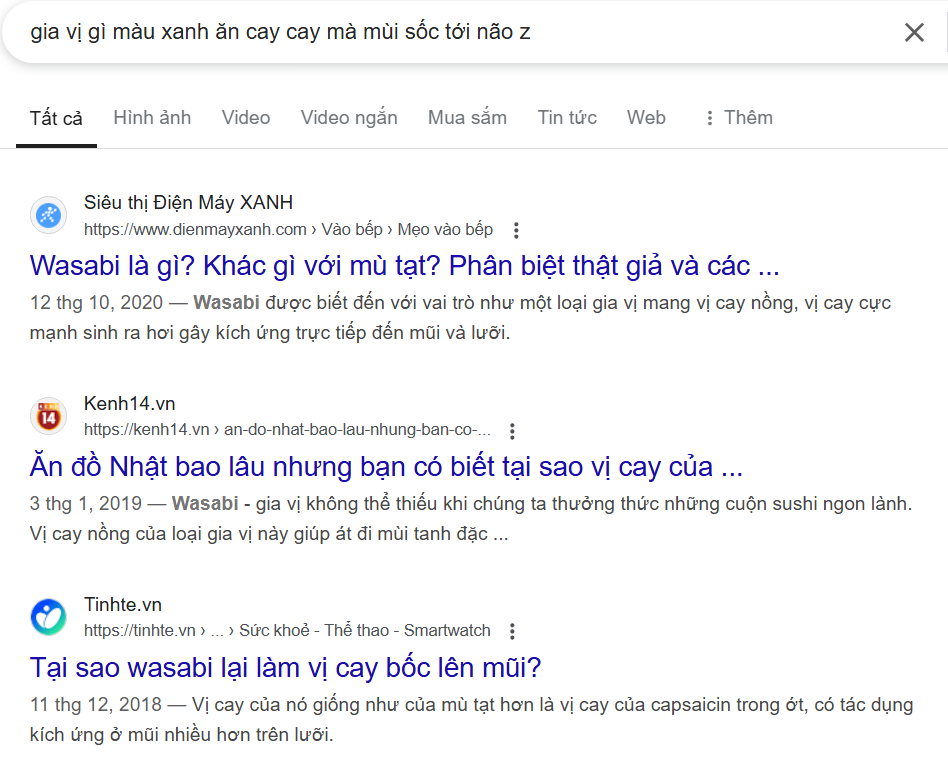 gia vị gì màu xanh ăn cay cay mà mùi sốc tới não z
Tất cả Hình ảnh Video Video ngắn Mua sắm Tin tức Web Thêm
Siêu thị Điện Máy XANH
https://www.dienmayxanh.com › Vào bếp › Mẹo vào bếp
Wasabi là gì? Khác gì với mù tạt? Phân biệt thật giả và các ...
12 thg 10, 2020 — Wasabi được biết đến với vai trò như một loại gia vị mang vị cay nồng, vị cay cực
mạnh sinh ra hơi gây kích ứng trực tiếp đến mũi và lưỡi.
14
Kenh14.vn
https://kenh14.vn › an-do-nhat-bao-lau-nhung-ban-co-...
Ăn đồ Nhật bao lâu nhưng bạn có biết tại sao vị cay của ...
3 thg 1, 2019 — Wasabi - gia vị không thể thiếu khi chúng ta thưởng thức những cuộn sushi ngon lành.
Vị cay nồng của loại gia vị này giúp át đi mùi tanh đặc ...
Tinhte.vn
https://tinhte.vn › ... › Sức khoẻ - Thể thao - Smartwatch
Tại sao wasabi lại làm vị cay bốc lên mũi?
11 thg 12, 2018 — Vị cay của nó giống như của mù tạt hơn là vị cay của capsaicin trong ớt, có tác dụng
kích ứng ở mũi nhiều hơn trên lưỡi.